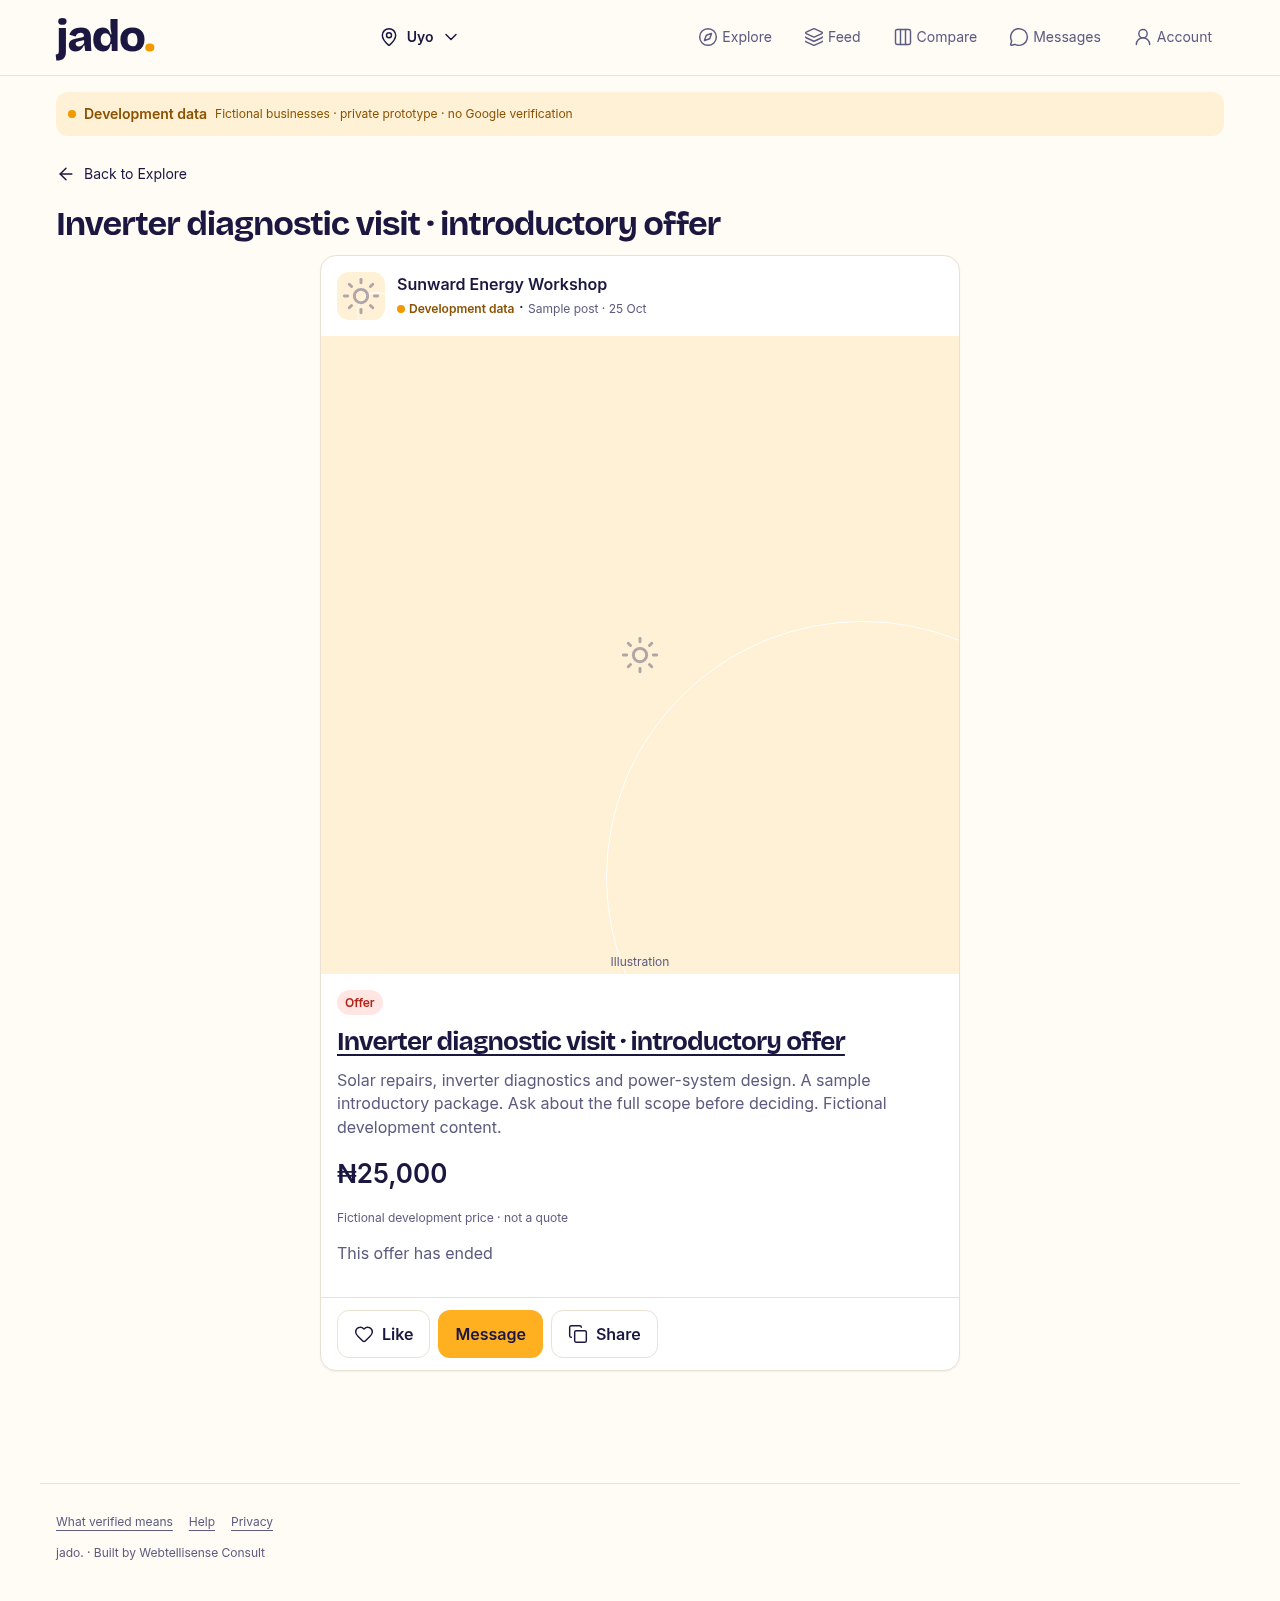 jado.
Uyo
Explore
Feed
Compare
Messages
Account
Development data Fictional businesses · private prototype · no Google verification
Back to Explore
Inverter diagnostic visit · introductory offer
Sunward Energy Workshop
Development data · Sample post · 25 Oct
Illustration
Offer
Inverter diagnostic visit · introductory offer
Solar repairs, inverter diagnostics and power-system design. A sample
introductory package. Ask about the full scope before deciding. Fictional
development content.
₦25,000
Fictional development price · not a quote
This offer has ended
Like
Message
Share
What verified means Help Privacy
jado. · Built by Webtellisense Consult